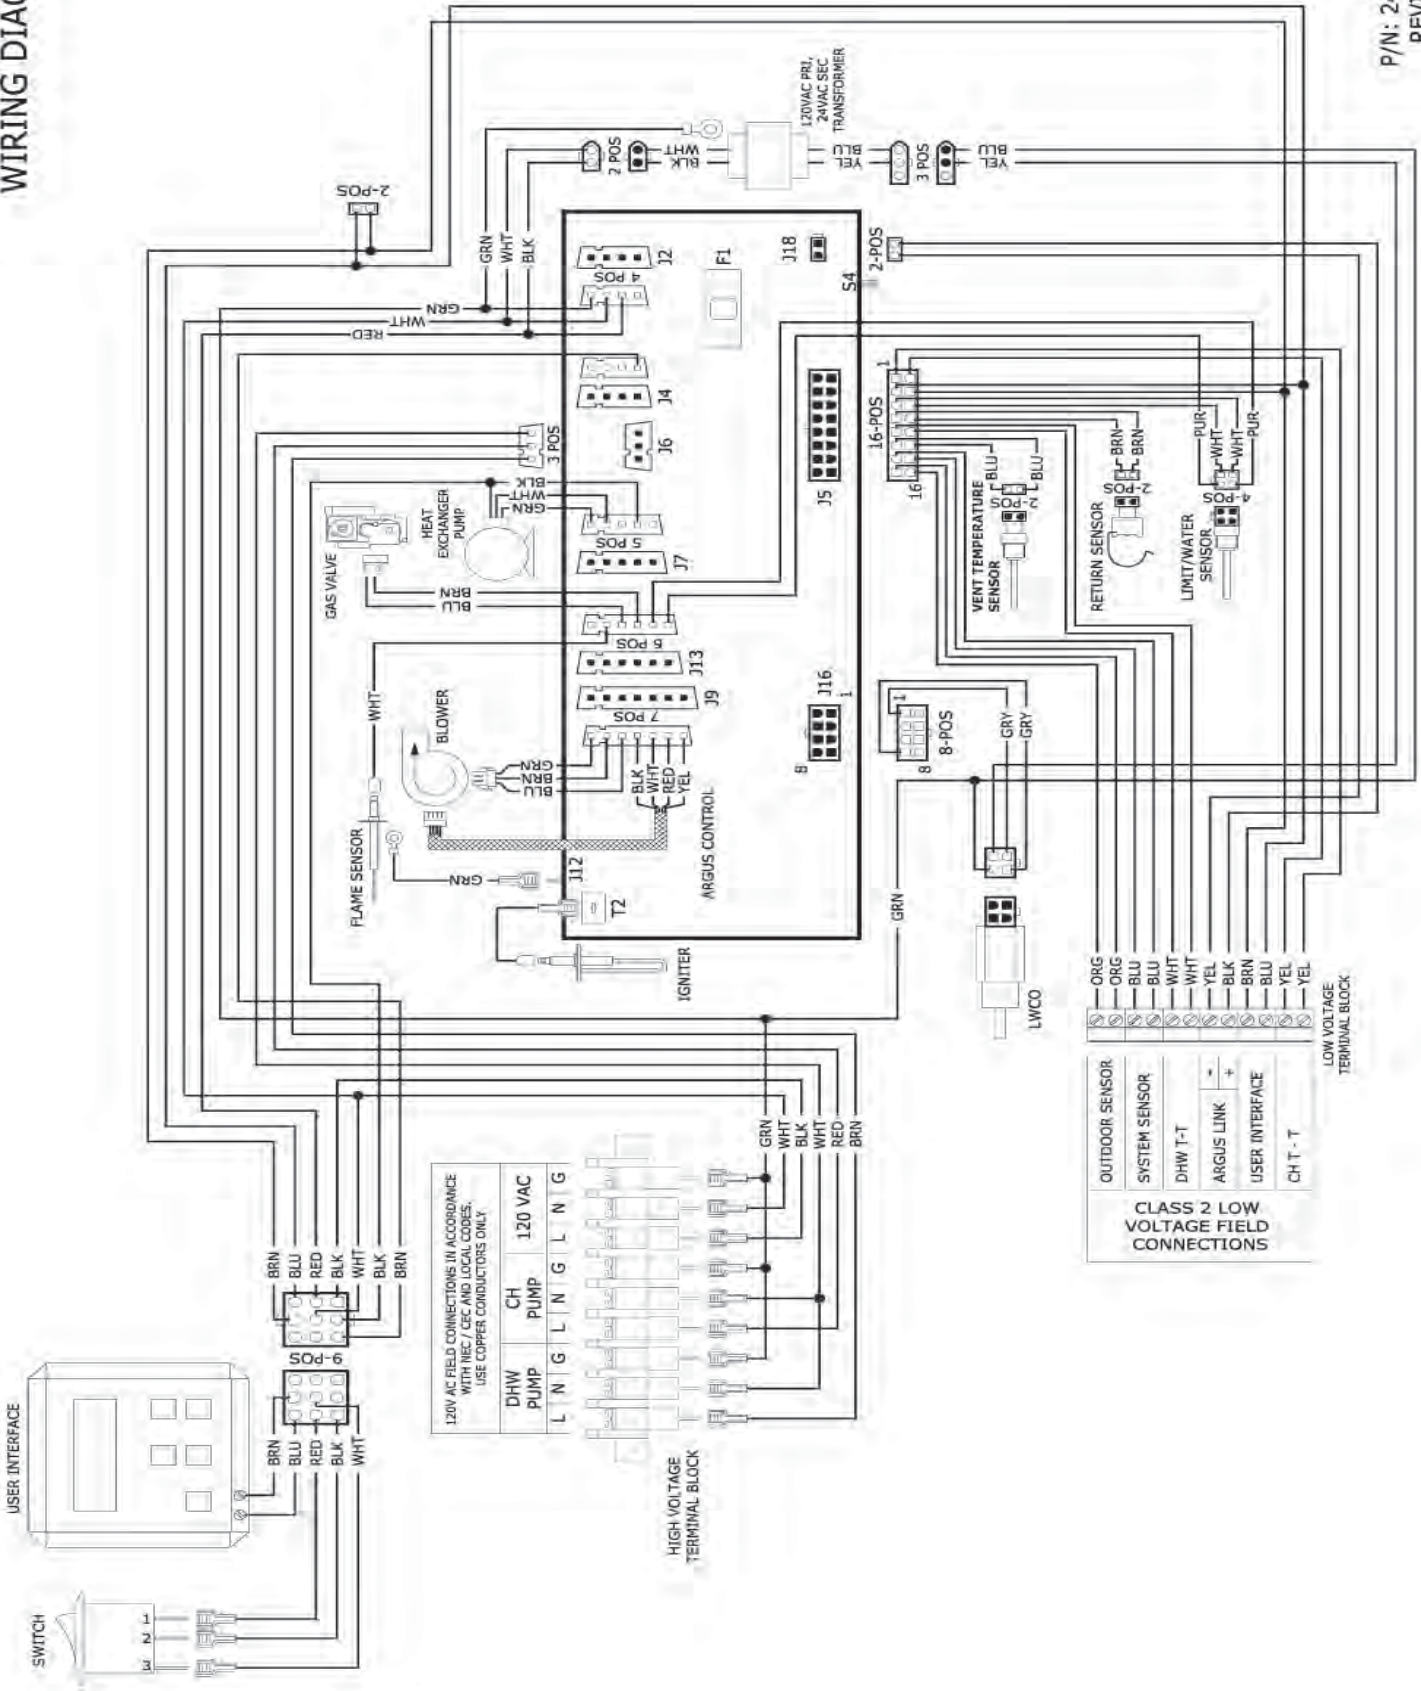 WIRING DIAG
P/N: 24
REV
2-POS
GRN
WHT
BLK
2 POS
WHT
BLK
120VAC PRI,
24VAC SEC
TRANSFORMER
BLU
YEL
3 POS
BLU
YEL
GRN
WHT
RED
4 POS
J2
F1
J18
S4
2-POS
J4
3 POS
J6
J5
16-POS
1
16
BLK
WHT
GRN
HEAT
EXCHANGER
PUMP
5 POS
J7
GAS VALVE
BRN
BLU
6 POS
J13
J9
7 POS
WHT
BLOWER
GRN
BRN
BLU
BLK
WHT
RED
YEL
FLAME SENSOR
GRN
J12
T2
IGNITER
ARGUS CONTROL
J16
1
8
1
8-POS
8
GRY
GRY
GRN
LWCO
BLU
BLU
2-POS
VENT TEMPERATURE
SENSOR
BRN
BRN
2-POS
RETURN SENSOR
PUR
WHT
WHT
PUR
4-POS
LIMIT/WATER
SENSOR
ORG
ORG
BLU
BLU
WHT
WHT
YEL
BLK
BRN
BLU
YEL
YEL
LOW VOLTAGE
TERMINAL BLOCK
OUTDOOR SENSOR
SYSTEM SENSOR
DHW T-T
ARGUS LINK
-
+
USER INTERFACE
CH T - T
CLASS 2 LOW
VOLTAGE FIELD
CONNECTIONS
GRN
WHT
BLK
WHT
RED
BRN
120V AC FIELD CONNECTIONS IN ACCORDANCE
WITH NEC / CEC AND LOCAL CODES.
USE COPPER CONDUCTORS ONLY
DHW
PUMP
CH
PUMP
120 VAC
L N G L N G L N G
HIGH VOLTAGE
TERMINAL BLOCK
BRN
BLU
RED
BLK
WHT
BLK
BRN
9-POS
BRN
BLU
RED
BLK
WHT
USER INTERFACE
SWITCH
1
2
3